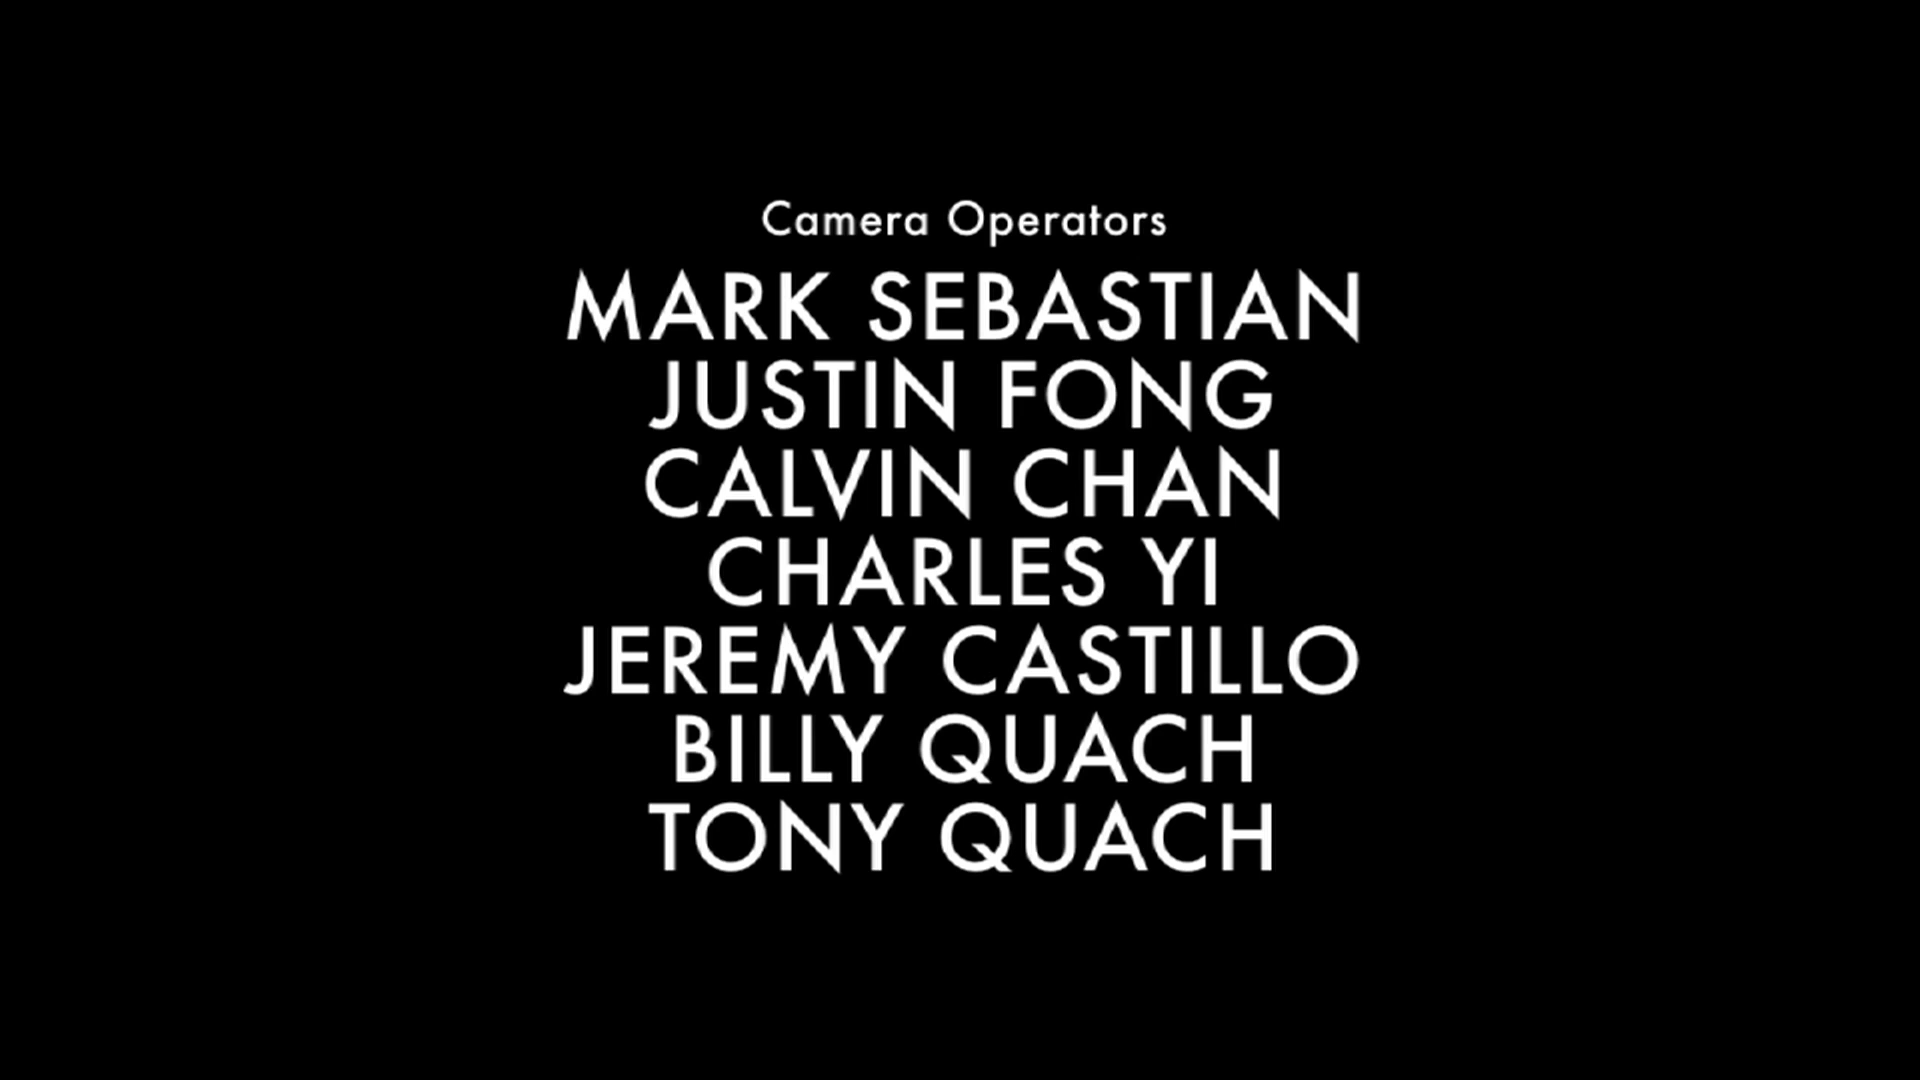 Camera Operators
MARK SEBASTIAN
JUSTIN FONG
CALVIN CHAN
CHARLES YI
JEREMY CASTILLO
BILLY QUACH
TONY QUACH